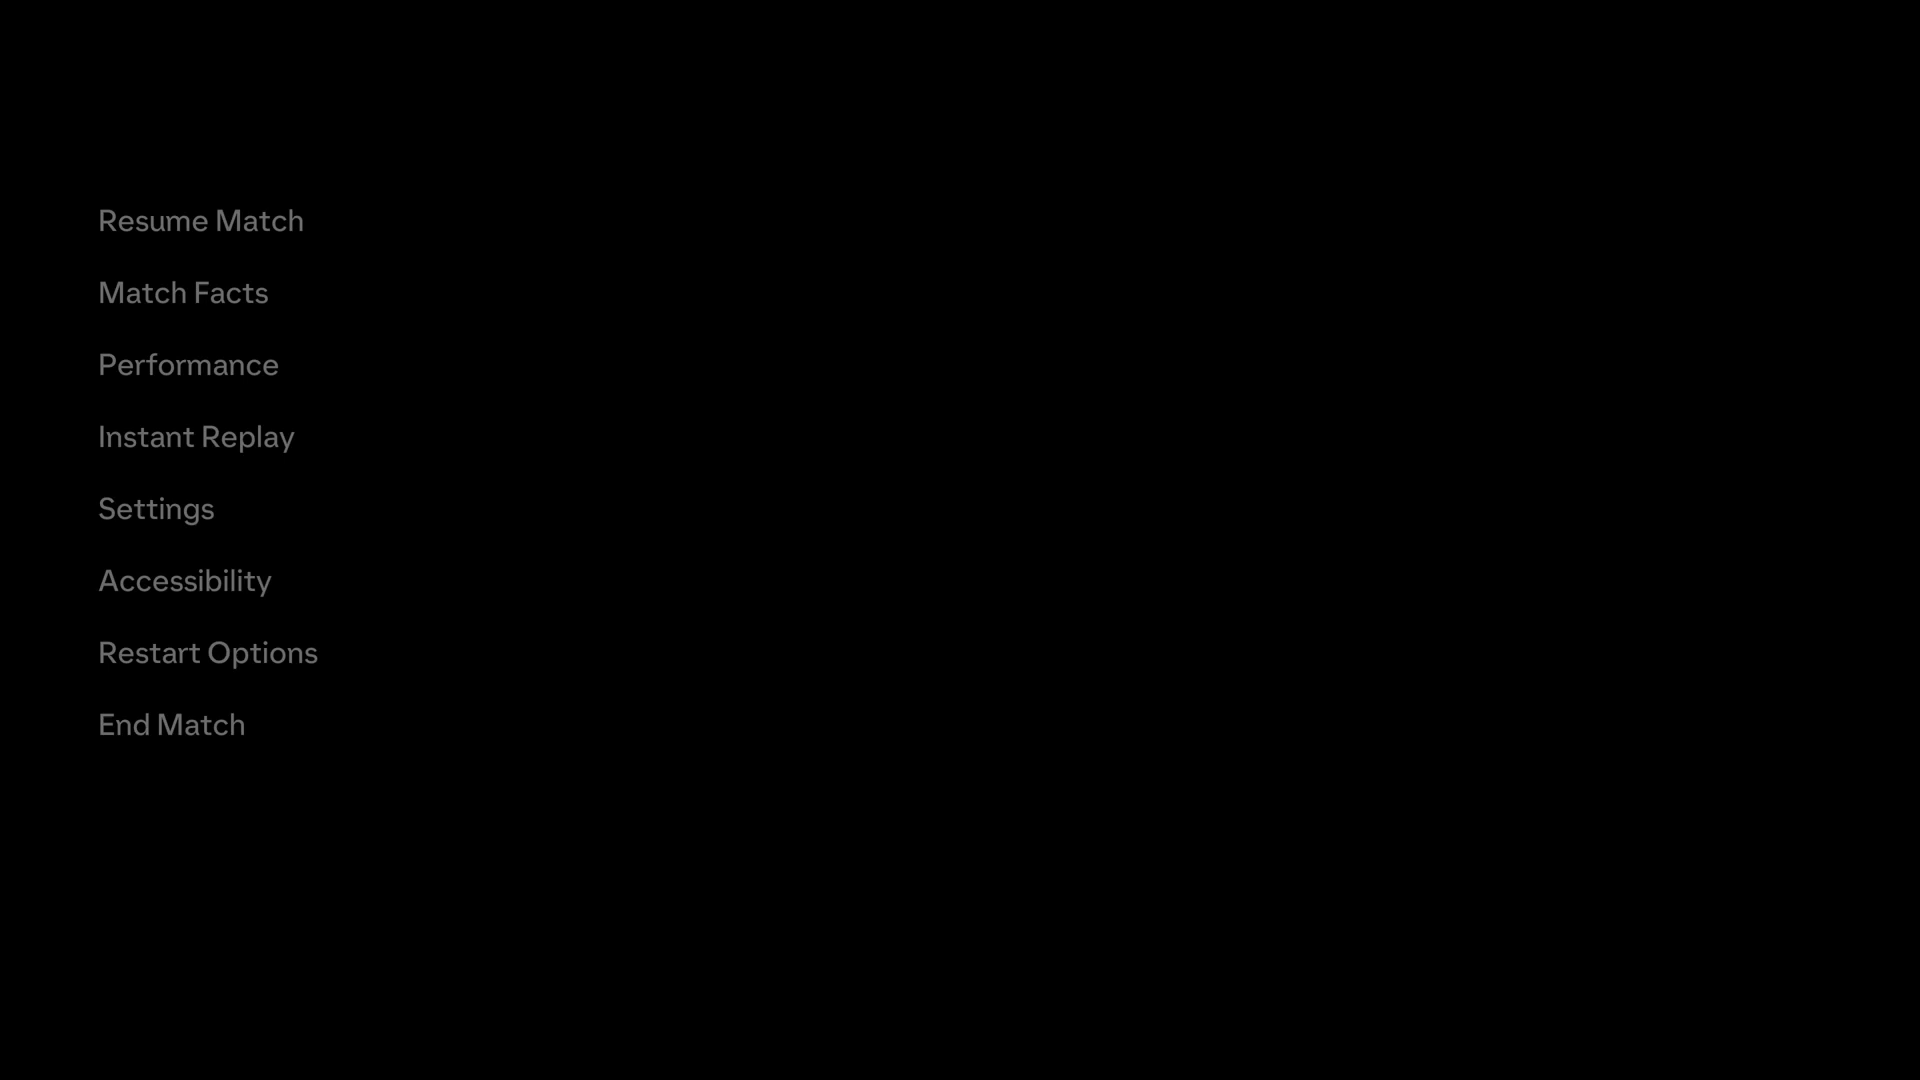 Resume Match
Match Facts
Performance
Instant Replay
Settings
Accessibility
Restart Options
End Match